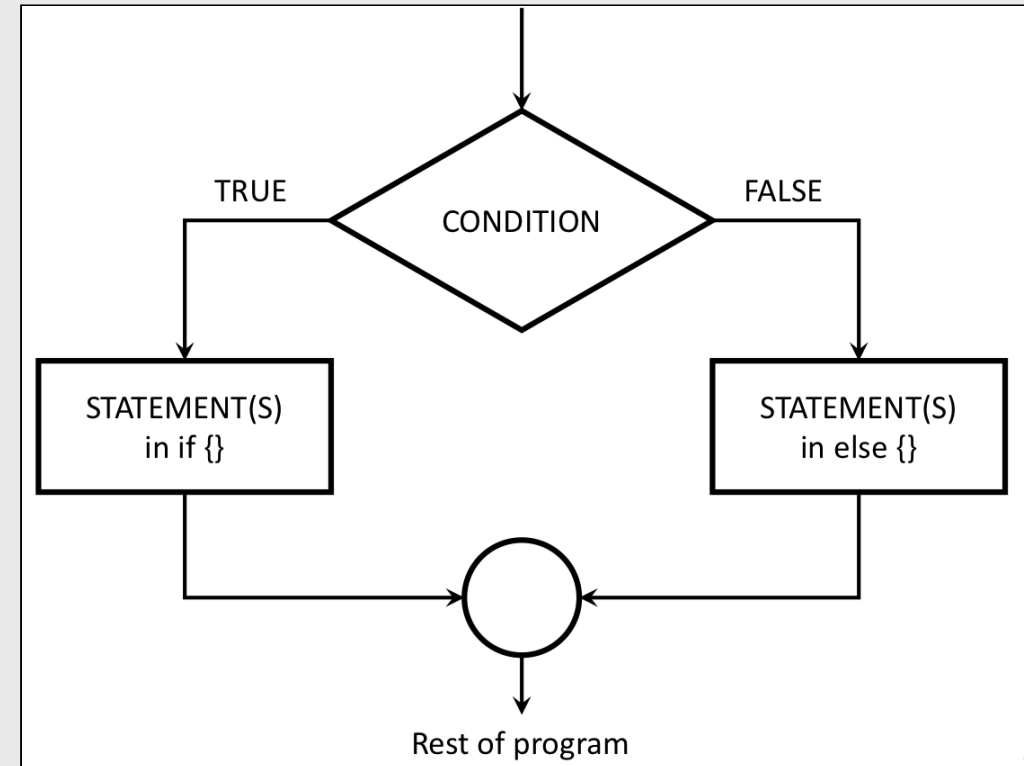 TRUE
FALSE
CONDITION
STATEMENT(S)
in if {}
STATEMENT(S)
in else {}
Rest of program